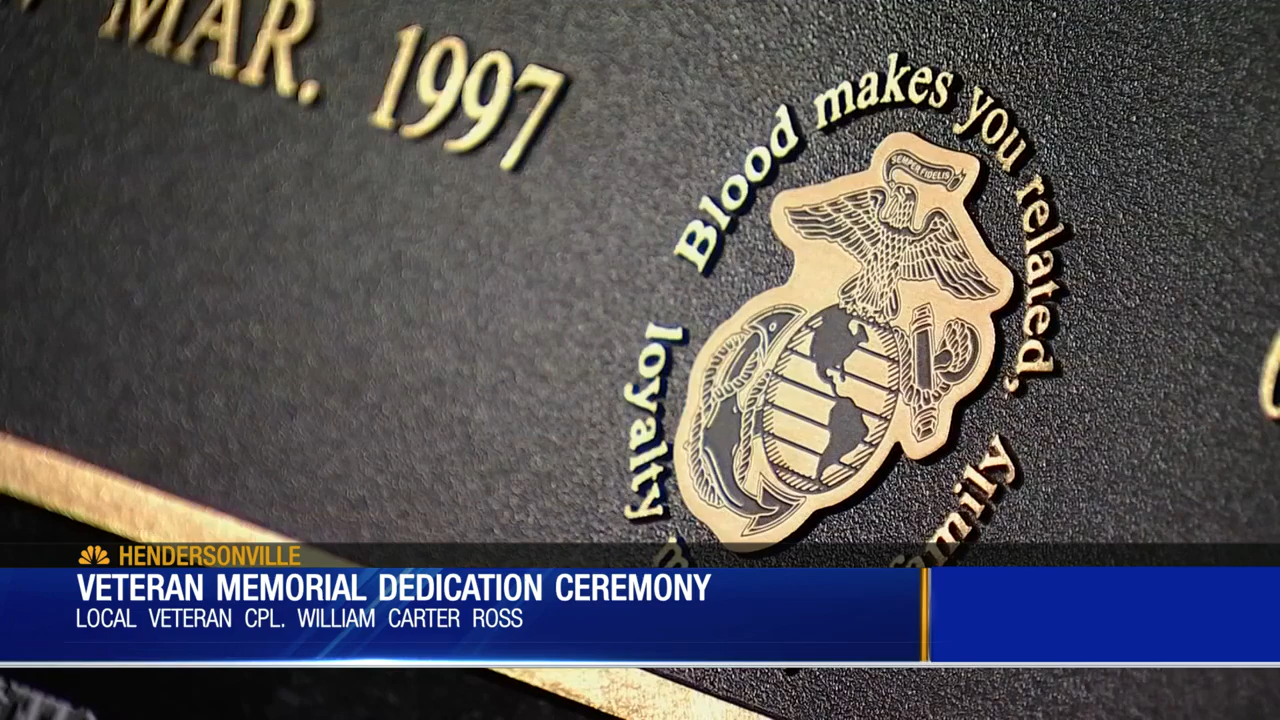 MAR. 1997
Blood makes you related,
loyalty
family
SEMPER FIDELIS
HENDERSONVILLE
VETERAN MEMORIAL DEDICATION CEREMONY
LOCAL VETERAN CPL. WILLIAM CARTER ROSS